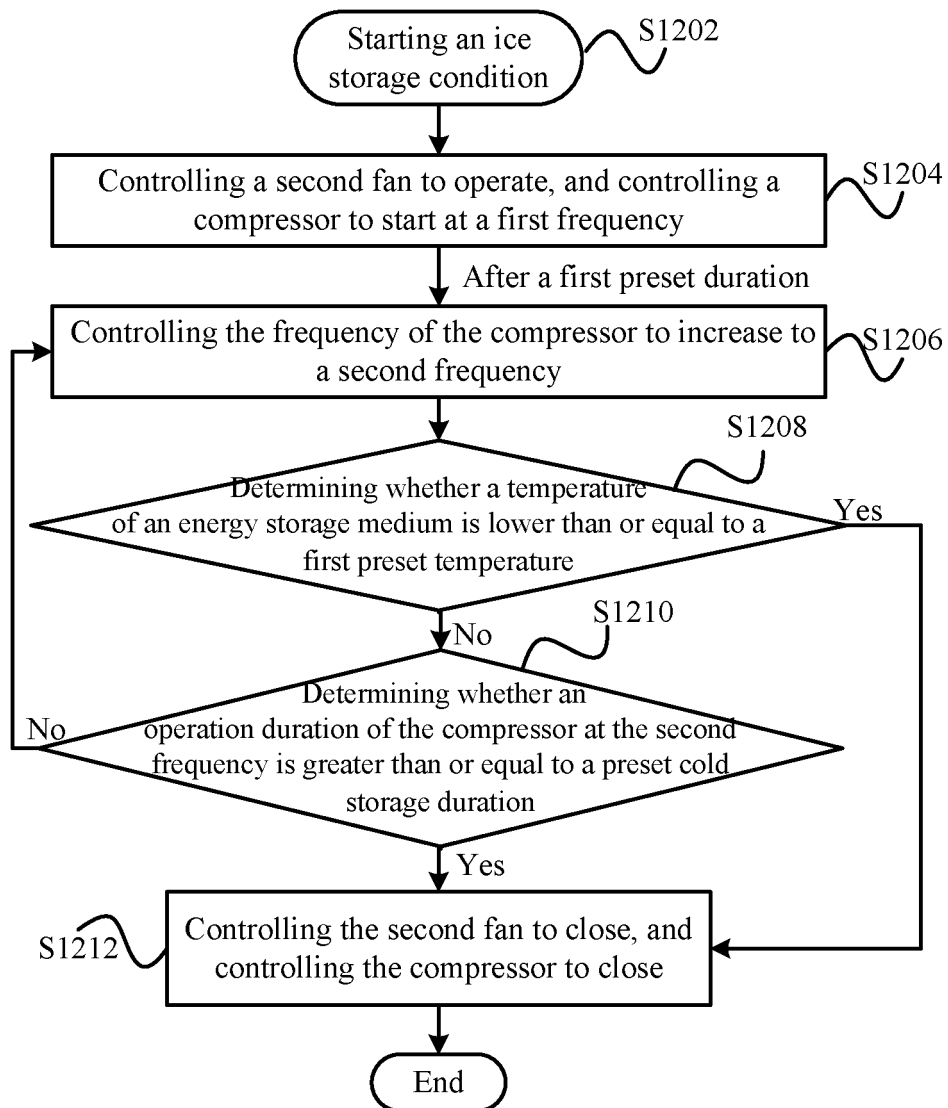 Starting an ice
storage condition
S1202
Controlling a second fan to operate, and controlling a
compressor to start at a first frequency
S1204
After a first preset duration
Controlling the frequency of the compressor to increase to
a second frequency
S1206
S1208
Determining whether a temperature
of an energy storage medium is lower than or equal to a
first preset temperature
Yes
No
S1210
Determining whether an
operation duration of the compressor at the second
frequency is greater than or equal to a preset cold
storage duration
No
Yes
Controlling the second fan to close, and
controlling the compressor to close
S1212
End